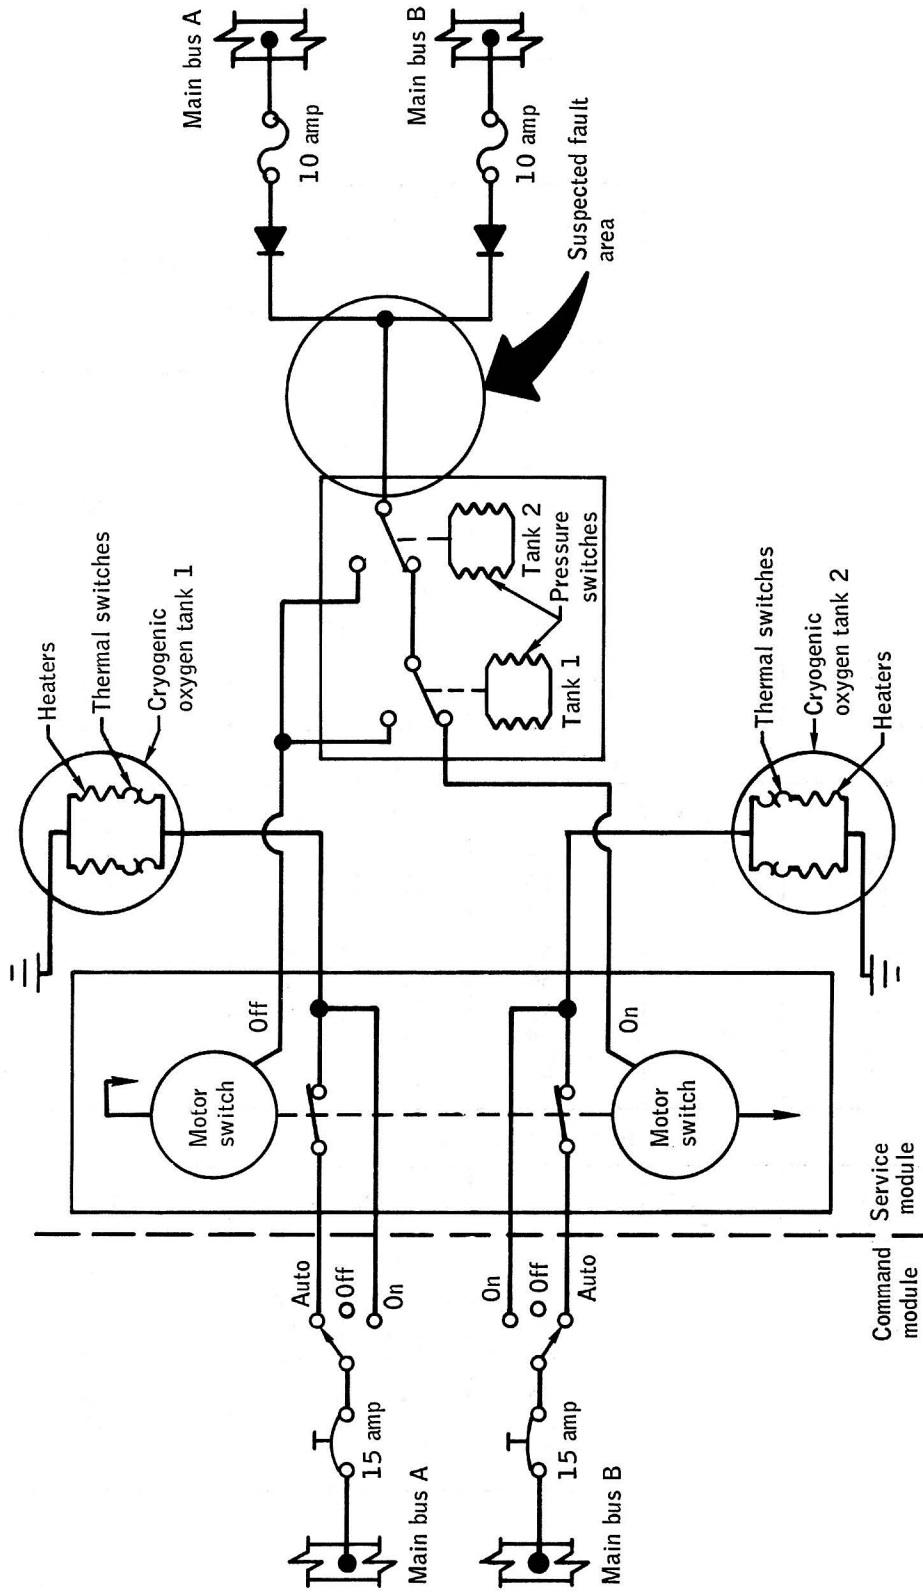 Main bus A
10 amp
Main bus B
10 amp
Suspected fault
area
Heaters
Thermal switches
Cryogenic
oxygen tank 1
Tank 2
Pressure
switches
Tank 1
Thermal switches
Cryogenic
oxygen tank 2
Heaters
Off
Motor
switch
On
Motor
switch
Service
module
Command
module
Auto
Off
On
On
Off
Auto
15 amp
Main bus A
15 amp
Main bus B